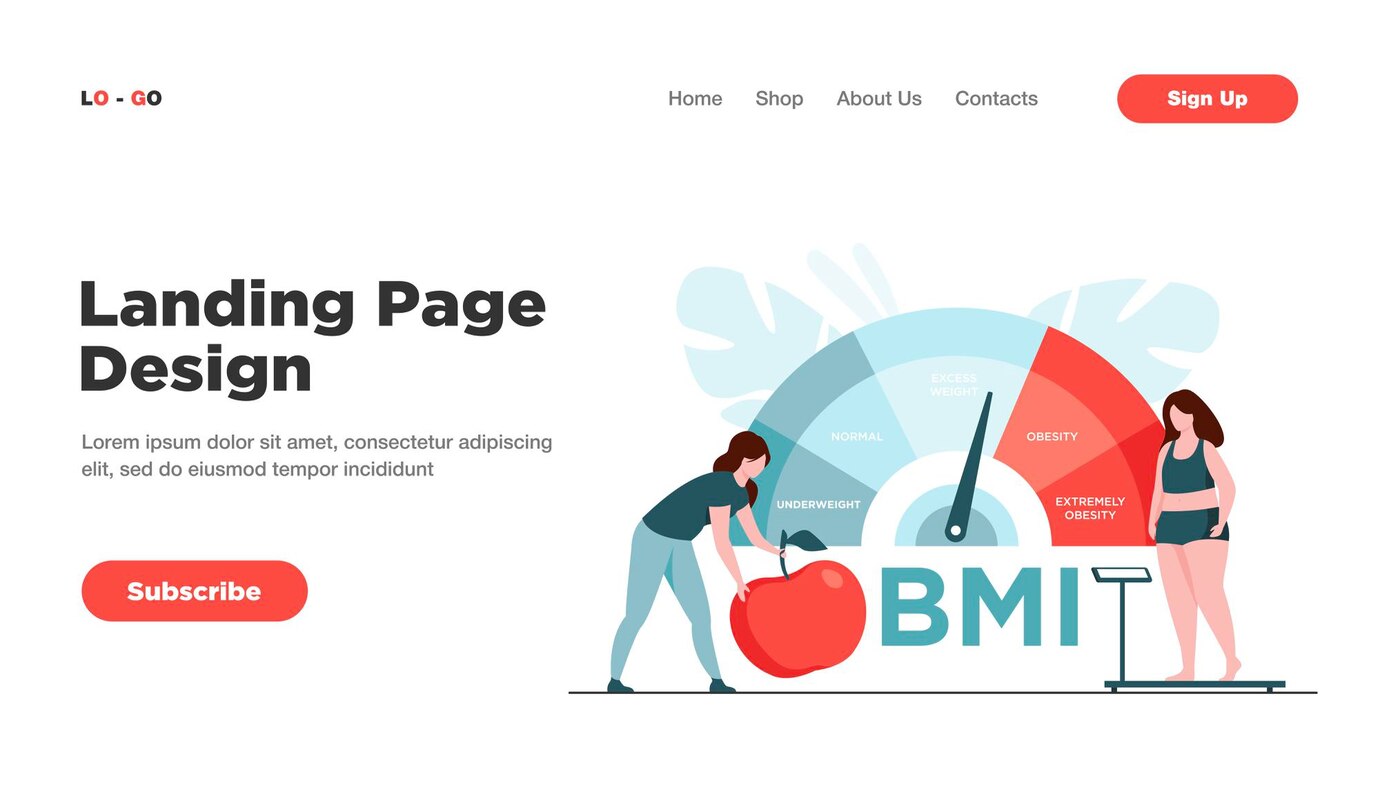 LO - GO
Home
Shop
About Us
Contacts
Sign Up
Landing Page
Design
Lorem ipsum dolor sit amet, consectetur adipiscing
elit, sed do eiusmod tempor incididunt
Subscribe
UNDERWEIGHT
NORMAL
EXCESS
WEIGHT
OBESITY
EXTREMELY
OBESITY
BMI